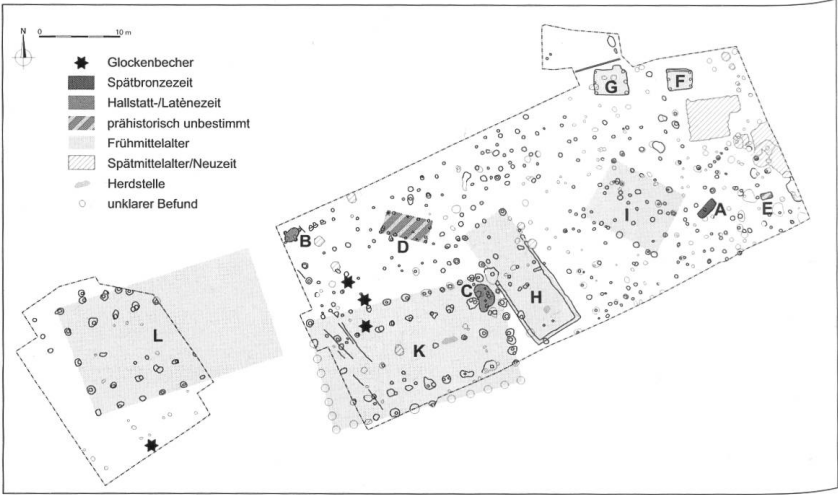 N
0 10 m
Glockenbecher
Spätbronzezeit
Hallstatt-/Latènezeit
prähistorisch unbestimmt
Frühmittelalter
Spätmittelalter/Neuzeit
Herdstelle
unklarer Befund
G
F
I
A
E
B
D
C
H
K
L